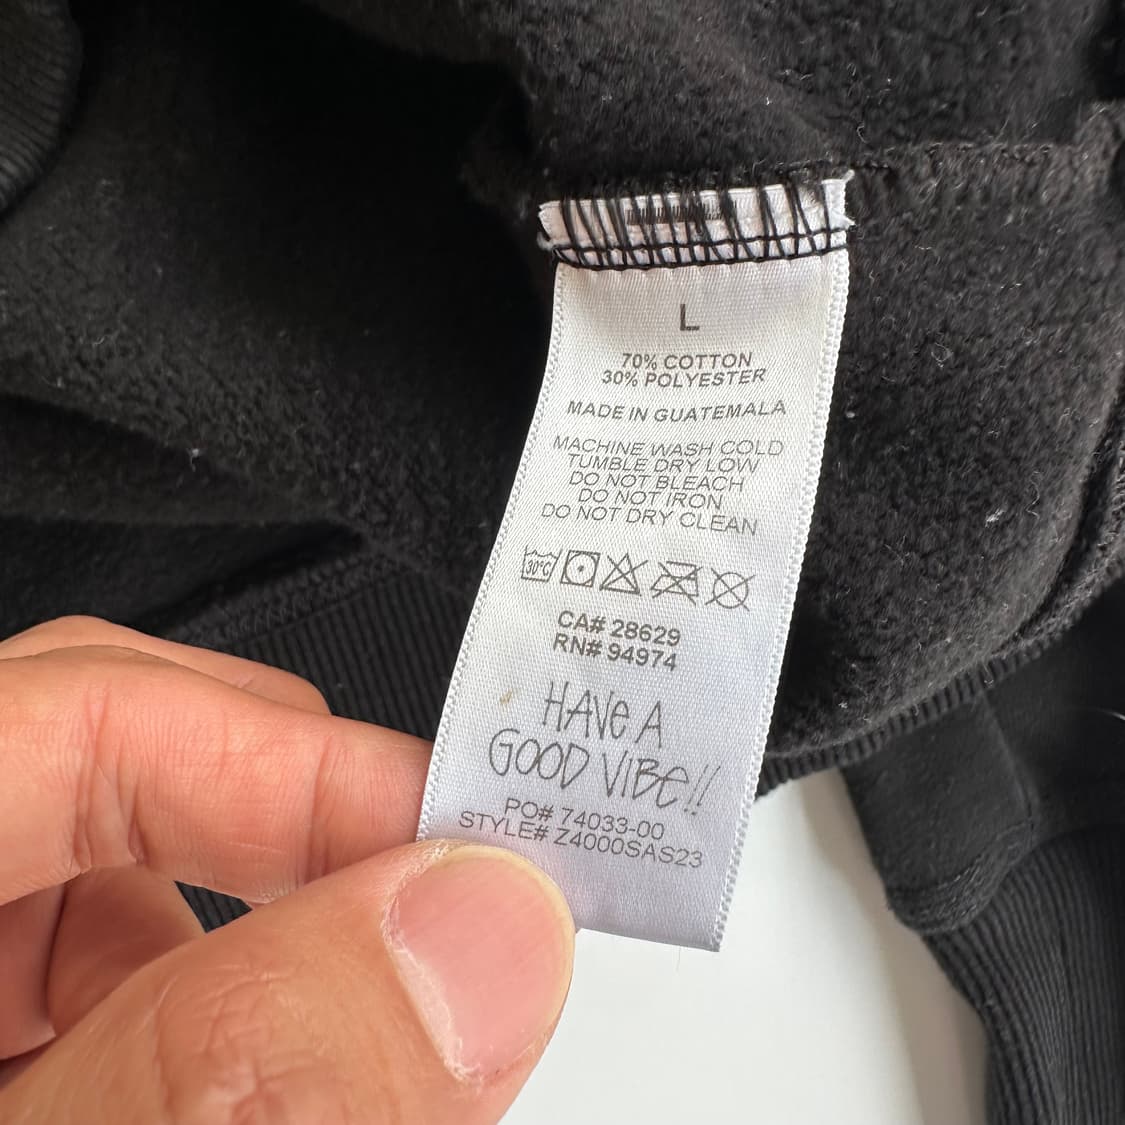 L
70% COTTON
30% POLYESTER
MADE IN GUATEMALA
MACHINE WASH COLD
TUMBLE DRY LOW
DO NOT BLEACH
DO NOT IRON
DO NOT DRY CLEAN
30°C
CA# 28629
RN# 94974
HAVE A
GOOD VIBE!!
PO# 74033-00
STYLE# Z4000SAS23